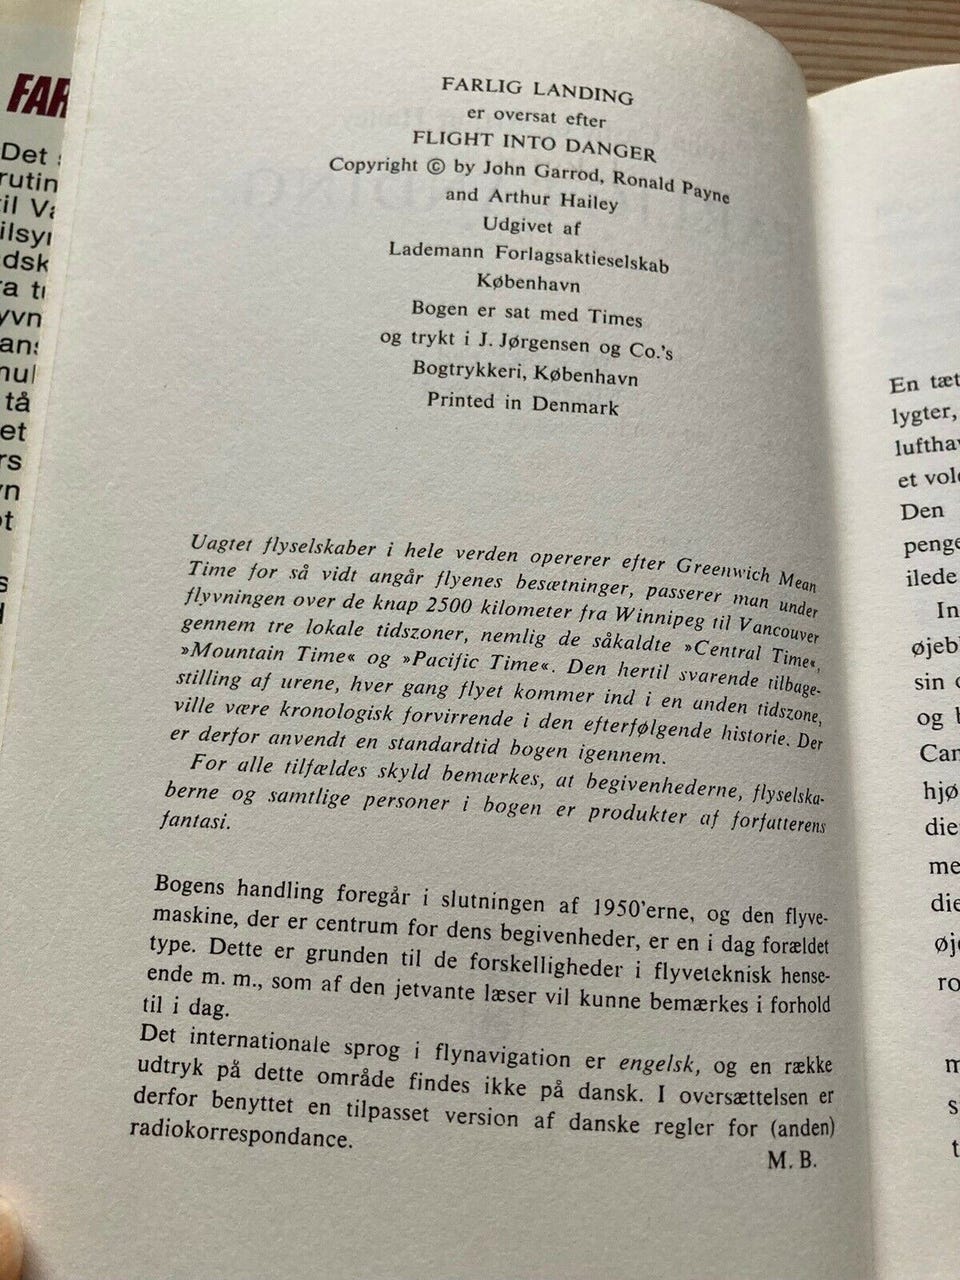 FAR
Det
rutin
til
ilsyn
dsk
a
yvn
an
mul
tå
et
rs
n
t
s
FARLIG LANDING
er oversat efter
FLIGHT INTO DANGER
Copyright © by John Garrod, Ronald Payne
and Arthur Hailey
Udgivet af
Lademann Forlagsaktieselskab
København
Bogen er sat med Times
og trykt i J. Jørgensen og Co.'s
Bogtrykkeri, København
Printed in Denmark
Uagtet flyselskaber i hele verden opererer efter Greenwich Mean
Time for så vidt angår flyenes besætninger, passerer man under
flyvningen over de knap 2500 kilometer fra Winnipeg til Vancouver
gennem tre lokale tidszoner, nemlig de såkaldte »Central Time«,
»Mountain Time« og »Pacific Time«. Den hertil svarende tilbage-
stilling af urene, hver gang flyet kommer ind i en anden tidszone,
ville være kronologisk forvirrende i den efterfølgende historie. Der
er derfor anvendt en standardtid bogen igennem.
For alle tilfældes skyld bemærkes, at begivenhederne, flyselska-
berne og samtlige personer i bogen er produkter af forfatterens
fantasi.
Bogens handling foregår i slutningen af 1950'erne, og den flyve-
maskine, der er centrum for dens begivenheder, er en i dag forældet
type. Dette er grunden til de forskelligheder i flyveteknisk hense-
ende m. m., som af den jetvante læser vil kunne bemærkes i forhold
til i dag.
Det internationale sprog i flynavigation er engelsk, og en række
udtryk på dette område findes ikke på dansk. I oversættelsen er
derfor benyttet en tilpasset version af danske regler for (anden)
radiokorrespondance.
M. B.
En tæt
lygter,
lufthav
et vol
Den
penge
ilede
In
øjeb
sin
og
Can
hjø
die
me
die
øj
ro
m
s
t